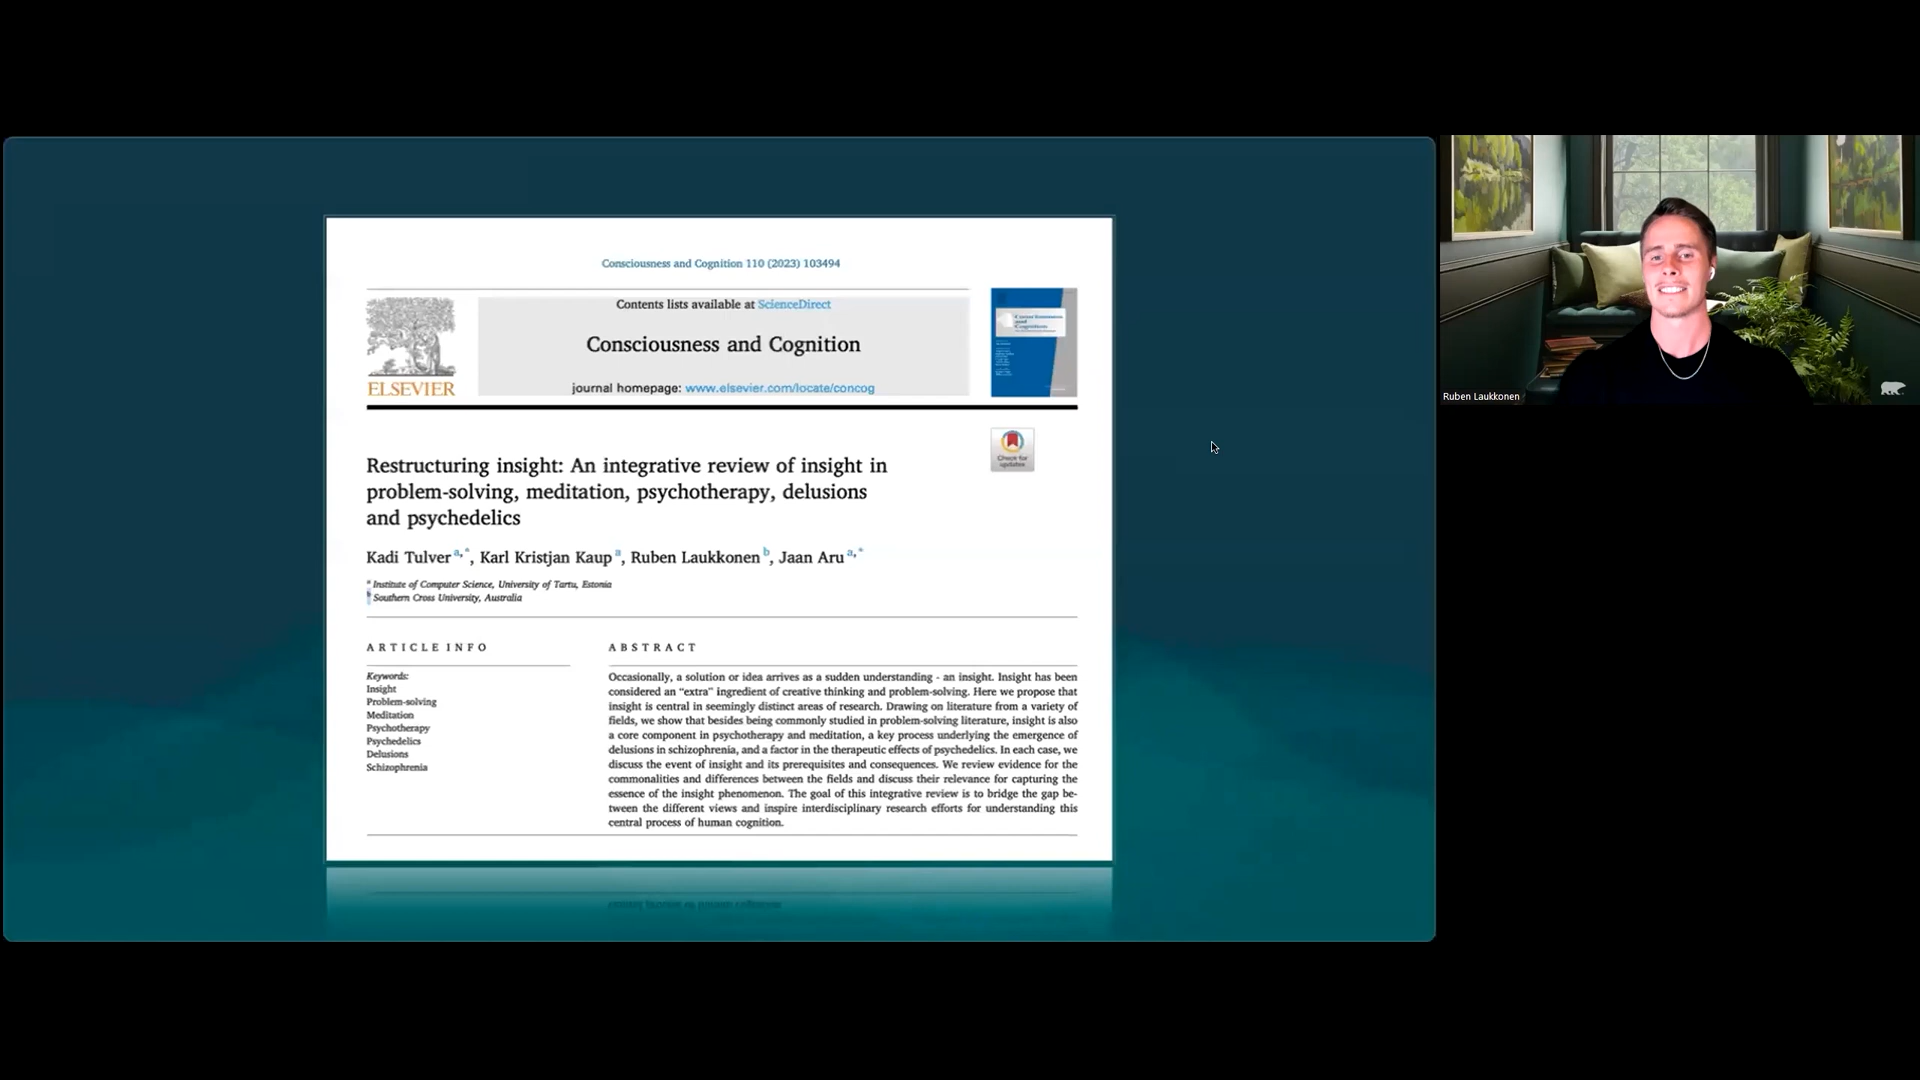 Consciousness and Cognition 110 (2023) 103494
Contents lists available at ScienceDirect
Consciousness and Cognition
journal homepage: www.elsevier.com/locate/concog
ELSEVIER
Consciousness
and
Cognition
Check for
updates
Restructuring insight: An integrative review of insight in
problem-solving, meditation, psychotherapy, delusions
and psychedelics
Kadi Tulver a,*, Karl Kristjan Kaup a, Ruben Laukkonen b, Jaan Aru a,*
a Institute of Computer Science, University of Tartu, Estonia
b Southern Cross University, Australia
ARTICLE INFO
Keywords:
Insight
Problem-solving
Meditation
Psychotherapy
Psychedelics
Delusions
Schizophrenia
ABSTRACT
Occasionally, a solution or idea arrives as a sudden understanding - an insight. Insight has been
considered an “extra” ingredient of creative thinking and problem-solving. Here we propose that
insight is central in seemingly distinct areas of research. Drawing on literature from a variety of
fields, we show that besides being commonly studied in problem-solving literature, insight is also
a core component in psychotherapy and meditation, a key process underlying the emergence of
delusions in schizophrenia, and a factor in the therapeutic effects of psychedelics. In each case, we
discuss the event of insight and its prerequisites and consequences. We review evidence for the
commonalities and differences between the fields and discuss their relevance for capturing the
essence of the insight phenomenon. The goal of this integrative review is to bridge the gap be-
tween the different views and inspire interdisciplinary research efforts for understanding this
central process of human cognition.
Ruben Laukkonen